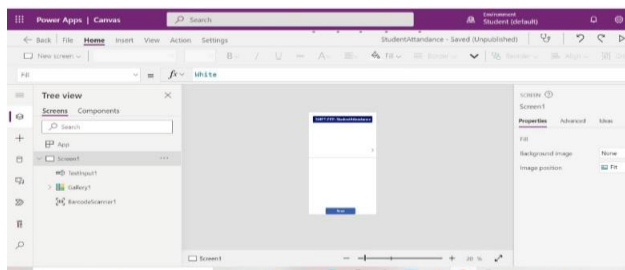 Power Apps | Canvas
Search
Environment
Student (default)
Back File Home Insert View Action Settings
StudentAttandance - Saved (Unpublished)
New screen
B
Fill
Fill
= fx White
Tree view
Screens Components
Search
App
Screen1
TextInput1
Gallery1
BarcodeScanner1
Screen1
SCREEN
Screen1
Properties Advanced Ideas
Fill
Background image None
Image position Fit